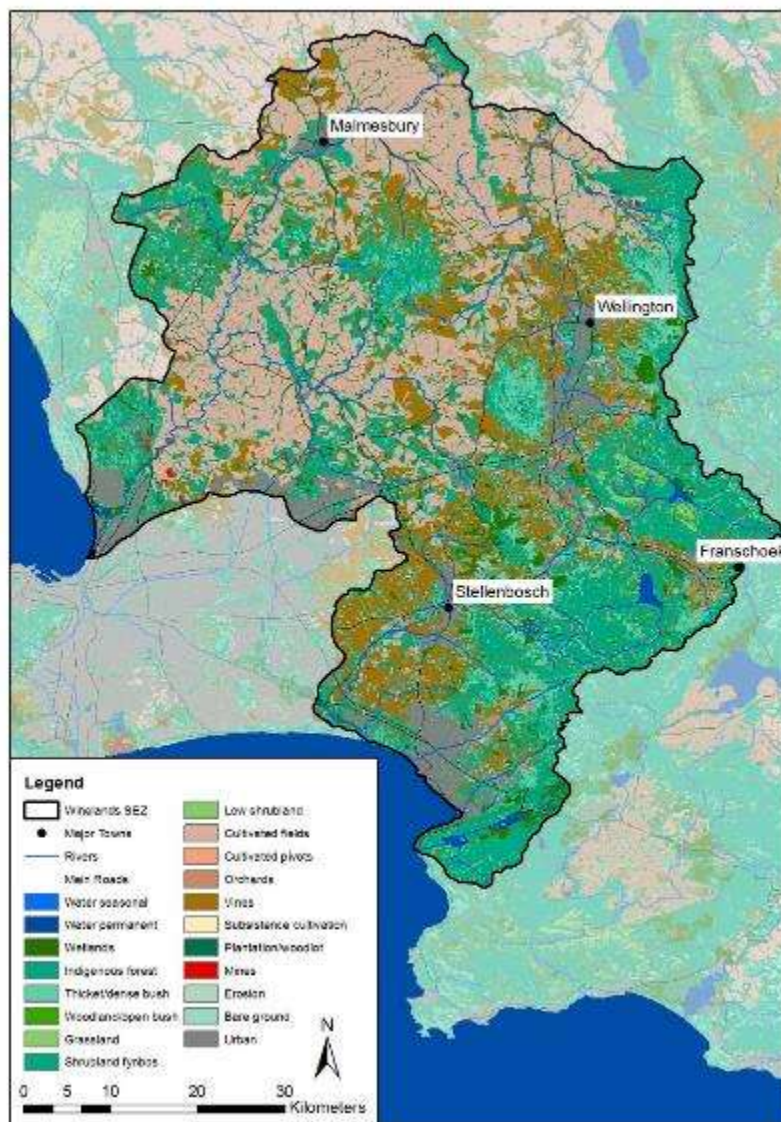 Malmesbury
Wellington
Franschoek
Stellenbosch
Legend
Winelands SEZ
Major Towns
Rivers
Main Roads
Water seasonal
Water permanent
Wetlands
Indigenous forest
Thicket/dense bush
Woodland/open bush
Grassland
Shrubland fynbos
Low shrubland
Cultivated fields
Cultivated pivots
Orchards
Vines
Subsistence cultivation
Plantation/woodlot
Mines
Erosion
Bare ground
Urban
N
0 5 10 20 30
Kilometers